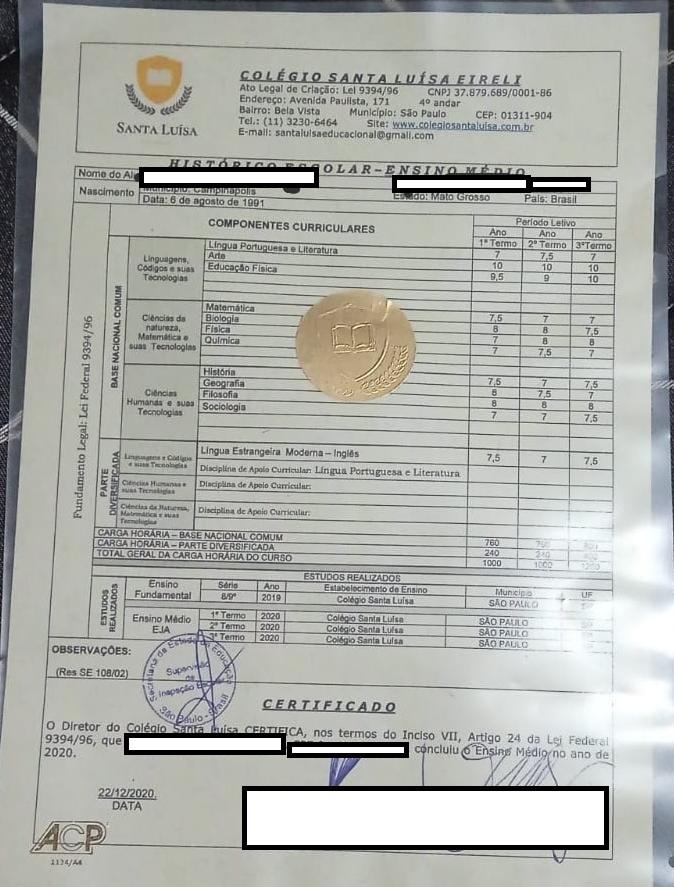 SANTA LUÍSA
COLÉGIO SANTA LUÍSA EIRELI
Ato Legal de Criação: Lei 9394/96 CNPJ 37.879.689/0001-86
Endereço: Avenida Paulista, 171 4º andar
Bairro: Bela Vista Município: São Paulo CEP: 01311-904
Tel.: (11) 3230-6464 Site: www.colegiosantaluisa.com.br
E-mail: santaluisaeducacional@gmail.com
HISTÓRICO ESCOLAR-ENSINO MÉDIO
Nome do Al
Nascimento Município: Campinápolis Estado: Mato Grosso País: Brasil
Data: 6 de agosto de 1991
Fundamento Legal: Lei Federal 9394/96
COMPONENTES CURRICULARES
Período Letivo
Ano Ano Ano
1º Termo 2º Termo 3ºTermo
BASE NACIONAL COMUM
Linguagens, Códigos e suas Tecnologias
Língua Portuguesa e Literatura 7 7,5 7
Arte 10 10 10
Educação Física 9,5 9 10
Ciências da natureza, Matemática e suas Tecnologias
Matemática 7,5 7 7
Biologia 8 8 7,5
Física 7 8 8
Química 7 7,5 7
Ciências Humanas e suas Tecnologias
História 7,5 7 7,5
Geografia 8 7,5 7
Filosofia 8 8 8
Sociologia 7 7 7,5
PARTE DIVERSIFICADA
Linguagens e Códigos e suas Tecnologias
Língua Estrangeira Moderna – Inglês 7,5 7 7,5
Disciplina de Apoio Curricular: Língua Portuguesa e Literatura
Ciências Humanas e suas Tecnologias
Disciplina de Apoio Curricular:
Ciências da Natureza, Matemática e suas Tecnologias
Disciplina de Apoio Curricular:
CARGA HORÁRIA – BASE NACIONAL COMUM 760
CARGA HORÁRIA – PARTE DIVERSIFICADA 240 240
TOTAL GERAL DA CARGA HORÁRIA DO CURSO 1000 1000
ESTUDOS REALIZADOS
ESTUDOS REALIZADOS
Ensino Fundamental Série Ano Estabelecimento de Ensino Município UF
8/9º 2019 Colégio Santa Luísa SÃO PAULO SP
Ensino Médio EJA
1º Termo 2020 Colégio Santa Luísa SÃO PAULO
2º Termo 2020 Colégio Santa Luísa SÃO PAULO
3º Termo 2020 Colégio Santa Luísa SÃO PAULO
OBSERVAÇÕES:
(Res SE 108/02)
Secretaria de Estado da Educação
Supervisão
de
Inspeção
São Paulo - Brasil
CERTIFICADO
O Diretor do Colégio Santa Luísa CERTIFICA, nos termos do Inciso VII, Artigo 24 da Lei Federal
9394/96, que concluiu o Ensino Médio no ano de
2020.
22/12/2020
DATA
ACP
1124/A4